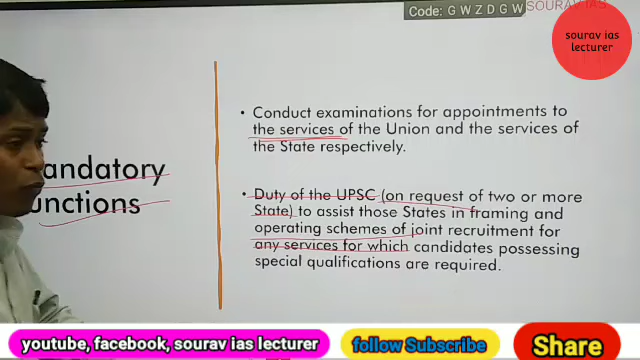 Code: G W Z D G W
SOURAV IAS
sourav ias
lecturer
andatory
unctions
• Conduct examinations for appointments to
the services of the Union and the services of
the State respectively.
• Duty of the UPSC (on request of two or more
State) to assist those States in framing and
operating schemes of joint recruitment for
any services for which candidates possessing
special qualifications are required.
youtube, facebook, sourav ias lecturer
follow Subscribe
Share